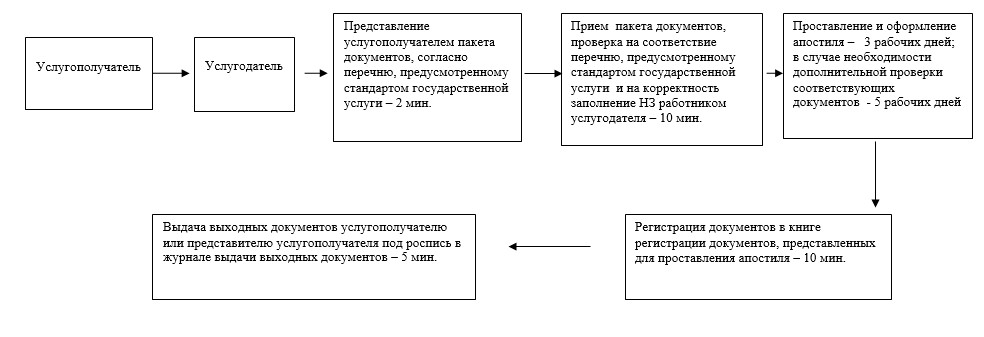 Услугополучатель
Услугодатель
Представление
услугополучателем пакета
документов, согласно
перечню, предусмотренному
стандартом государственной
услуги – 2 мин.
Прием пакета документов,
проверка на соответствие
перечню, предусмотренному
стандартом государственной
услуги и на корректность
заполнение НЗ работником
услугодателя – 10 мин.
Проставление и оформление
апостиля – 3 рабочих дней;
в случае необходимости
дополнительной проверки
соответствующих
документов - 5 рабочих дней
Регистрация документов в книге
регистрации документов, представленных
для проставления апостиля – 10 мин.
Выдача выходных документов услугополучателю
или представителю услугополучателя под роспись в
журнале выдачи выходных документов – 5 мин.